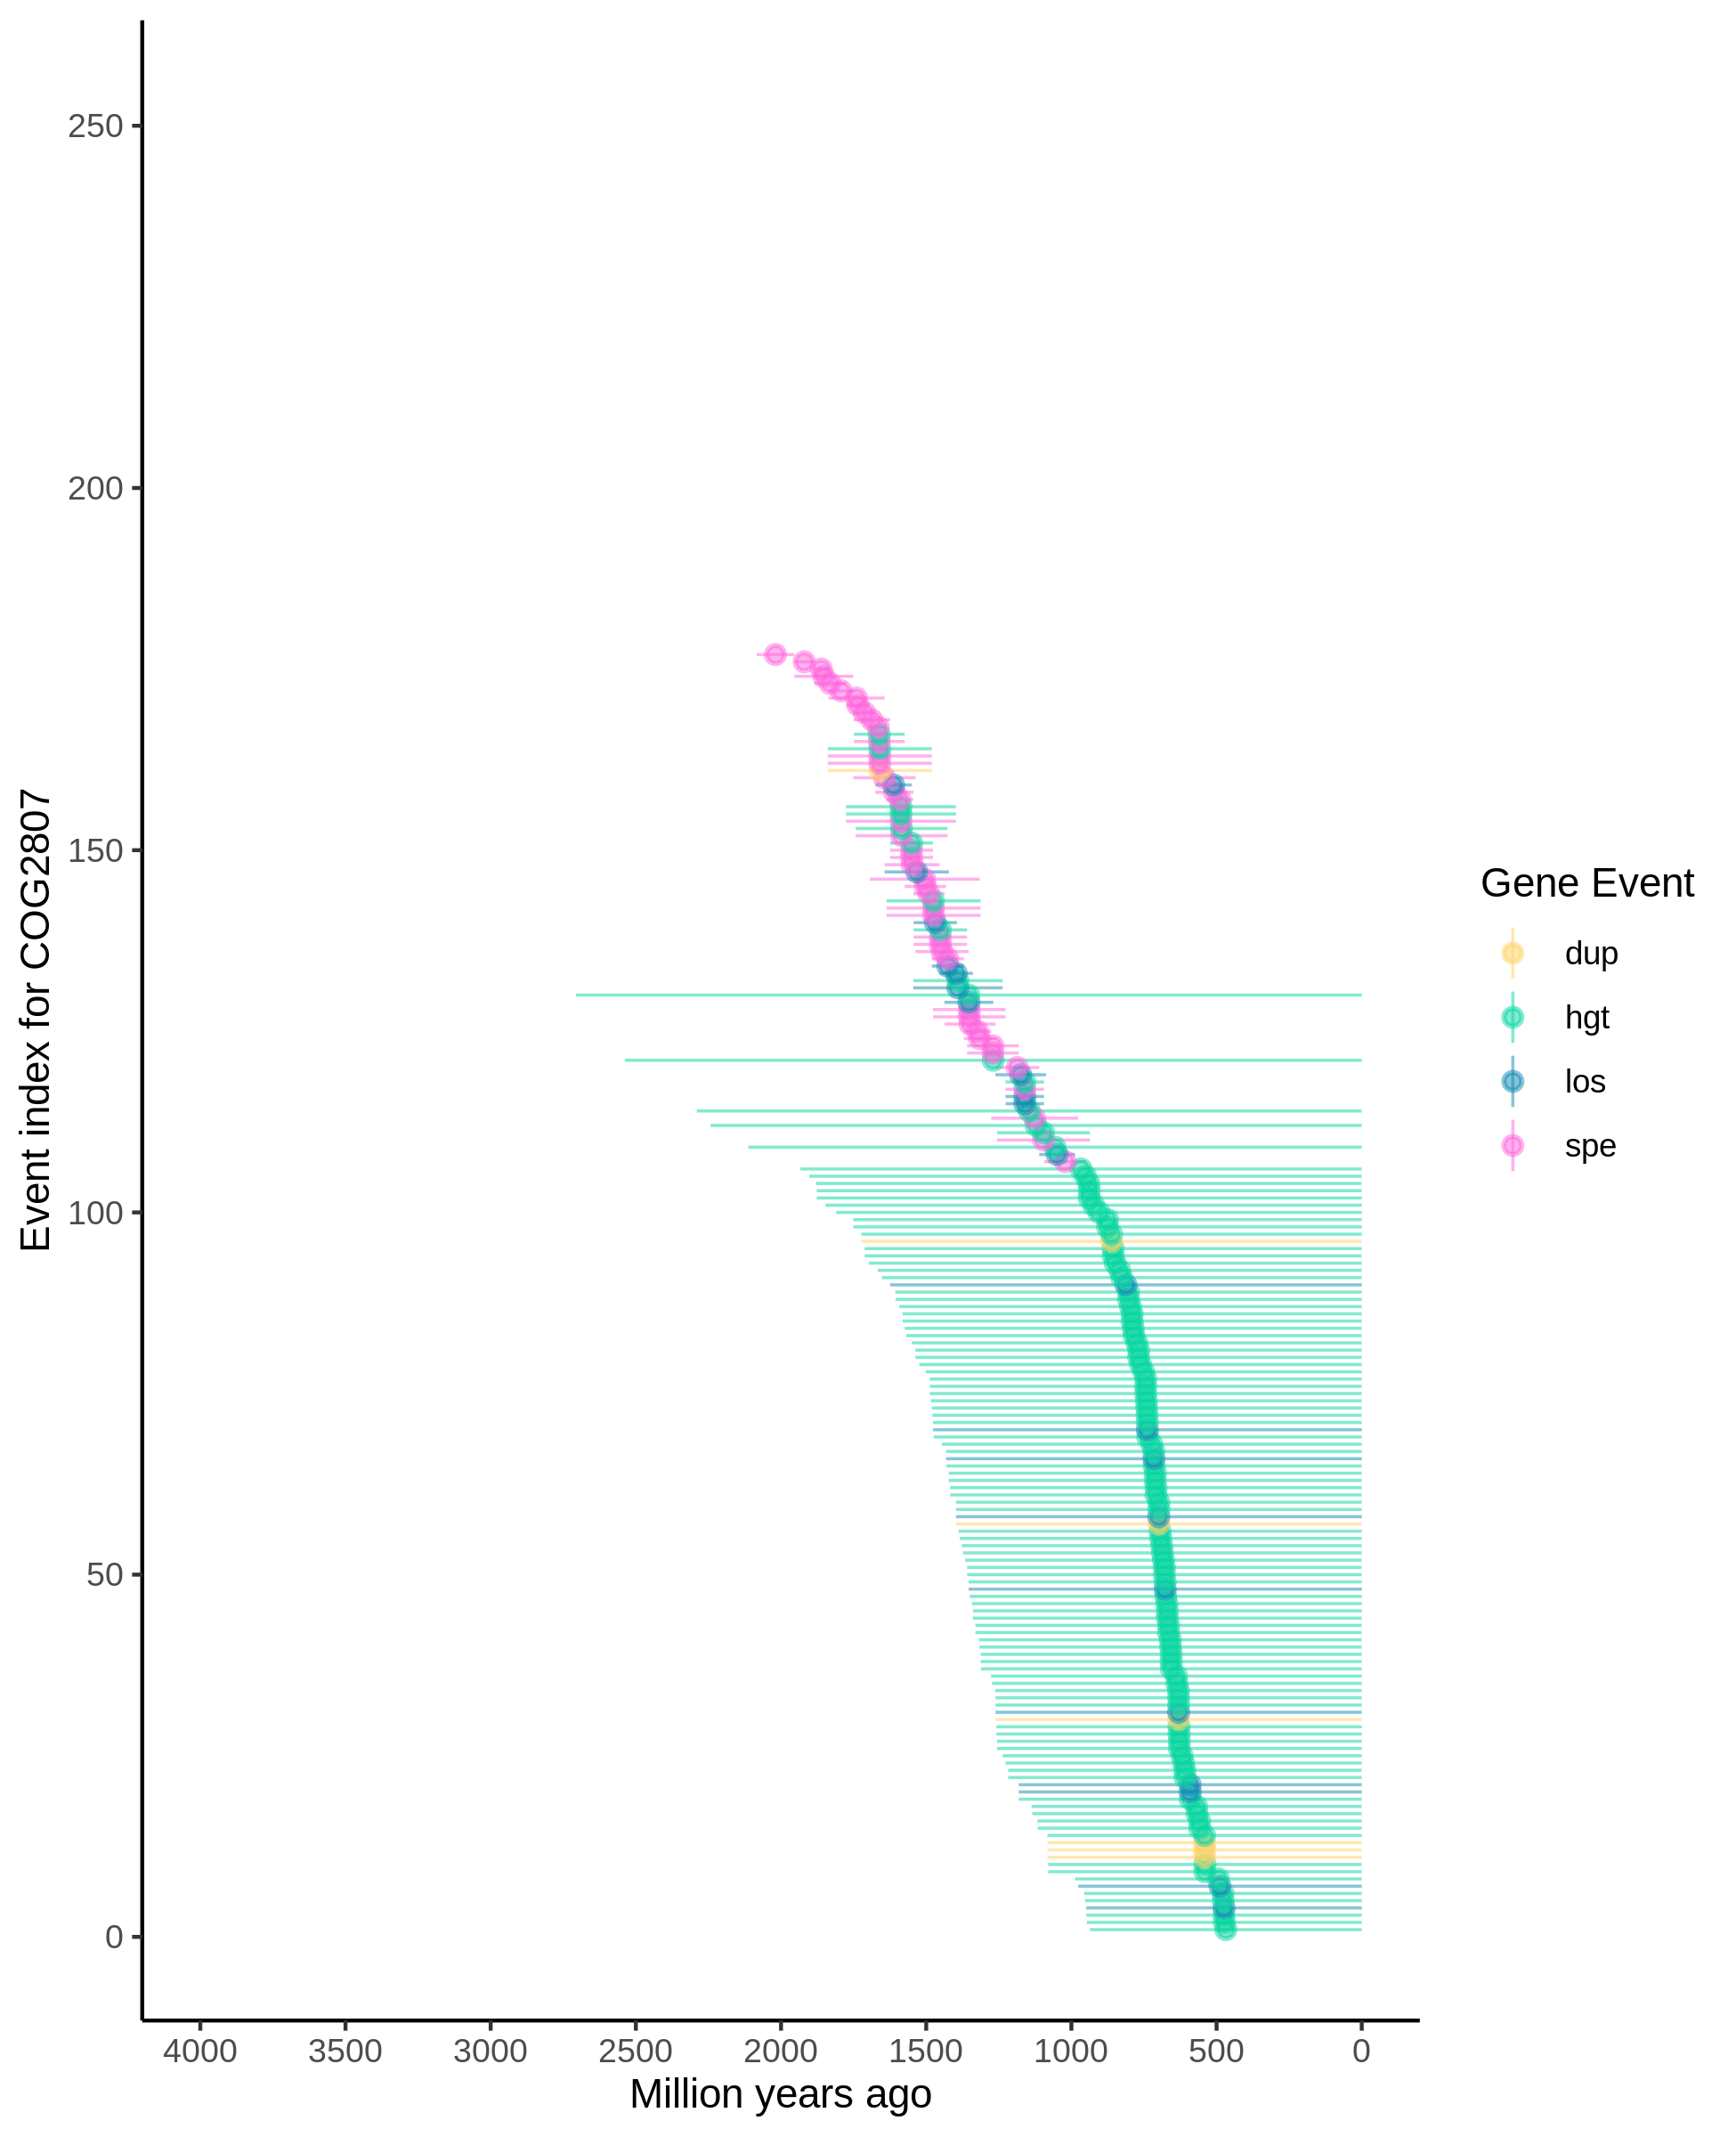 Event index for COG2807
250
200
150
100
50
0
4000 3500 3000 2500 2000 1500 1000 500 0
Million years ago
Gene Event
dup
hgt
los
spe